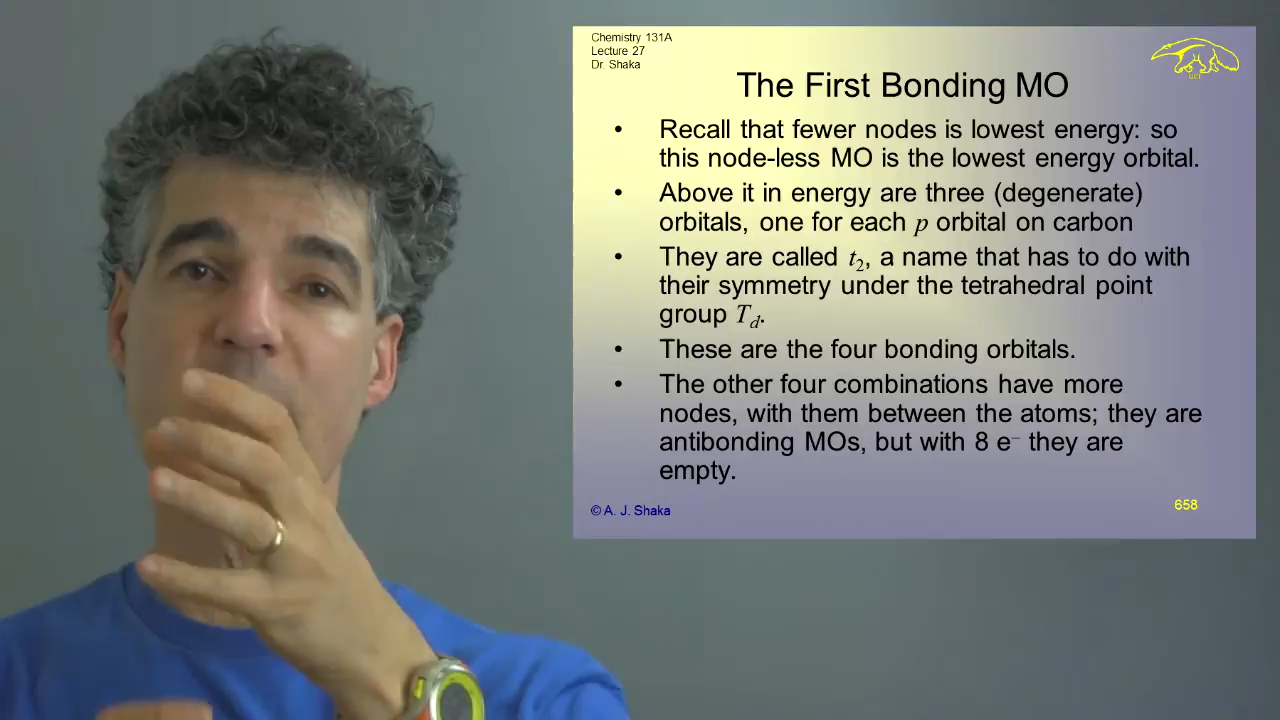 Chemistry 131A
Lecture 27
Dr. Shaka
UCI
The First Bonding MO
• Recall that fewer nodes is lowest energy: so
this node-less MO is the lowest energy orbital.
• Above it in energy are three (degenerate)
orbitals, one for each p orbital on carbon
• They are called t₂, a name that has to do with
their symmetry under the tetrahedral point
group T_d.
• These are the four bonding orbitals.
• The other four combinations have more
nodes, with them between the atoms; they are
antibonding MOs, but with 8 e⁻ they are
empty.
© A. J. Shaka
658